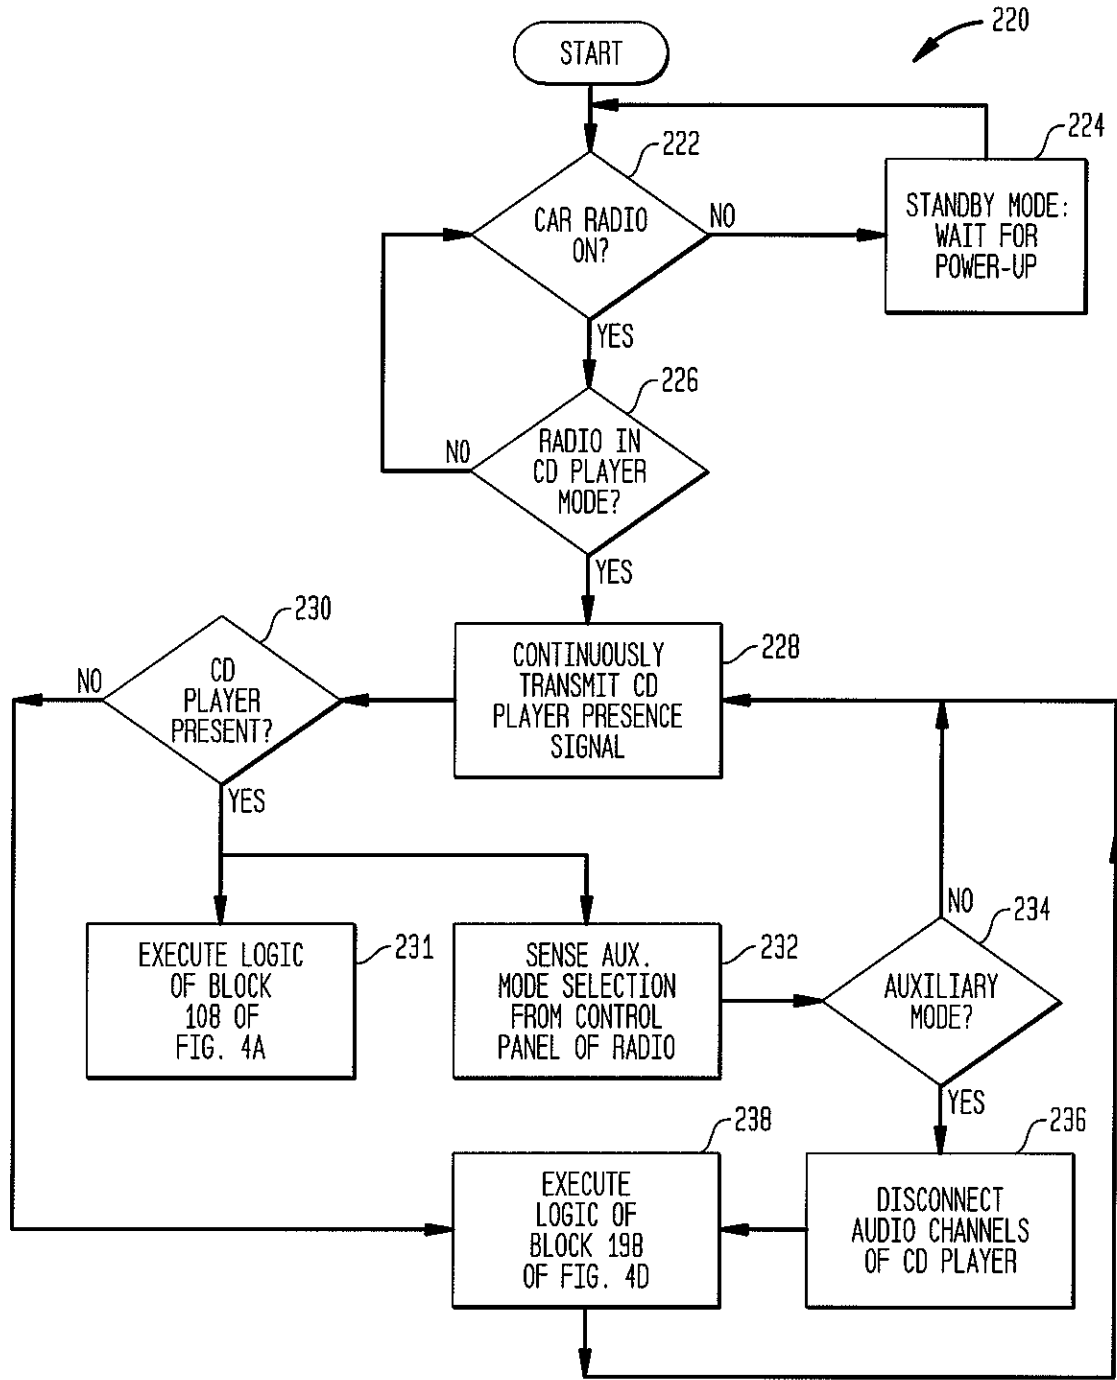 220
START
224
222
STANDBY MODE:
WAIT FOR
POWER-UP
CAR RADIO
ON?
NO
YES
226
RADIO IN
CD PLAYER
MODE?
NO
YES
230
CD
PLAYER
PRESENT?
NO
CONTINUOUSLY
TRANSMIT CD
PLAYER PRESENCE
SIGNAL
228
YES
EXECUTE LOGIC
OF BLOCK
108 OF
FIG. 4A
231
SENSE AUX.
MODE SELECTION
FROM CONTROL
PANEL OF RADIO
232
NO
234
AUXILIARY
MODE?
YES
238
236
EXECUTE
LOGIC OF
BLOCK 198
OF FIG. 4D
DISCONNECT
AUDIO CHANNELS
OF CD PLAYER